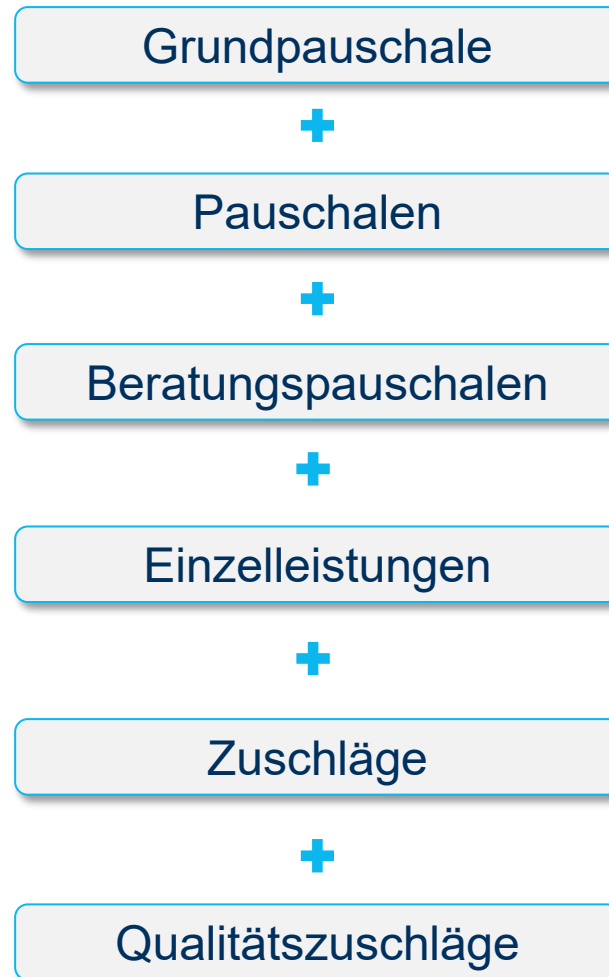 Grundpauschale
+
Pauschalen
+
Beratungspauschalen
+
Einzelleistungen
+
Zuschläge
+
Qualitätszuschläge